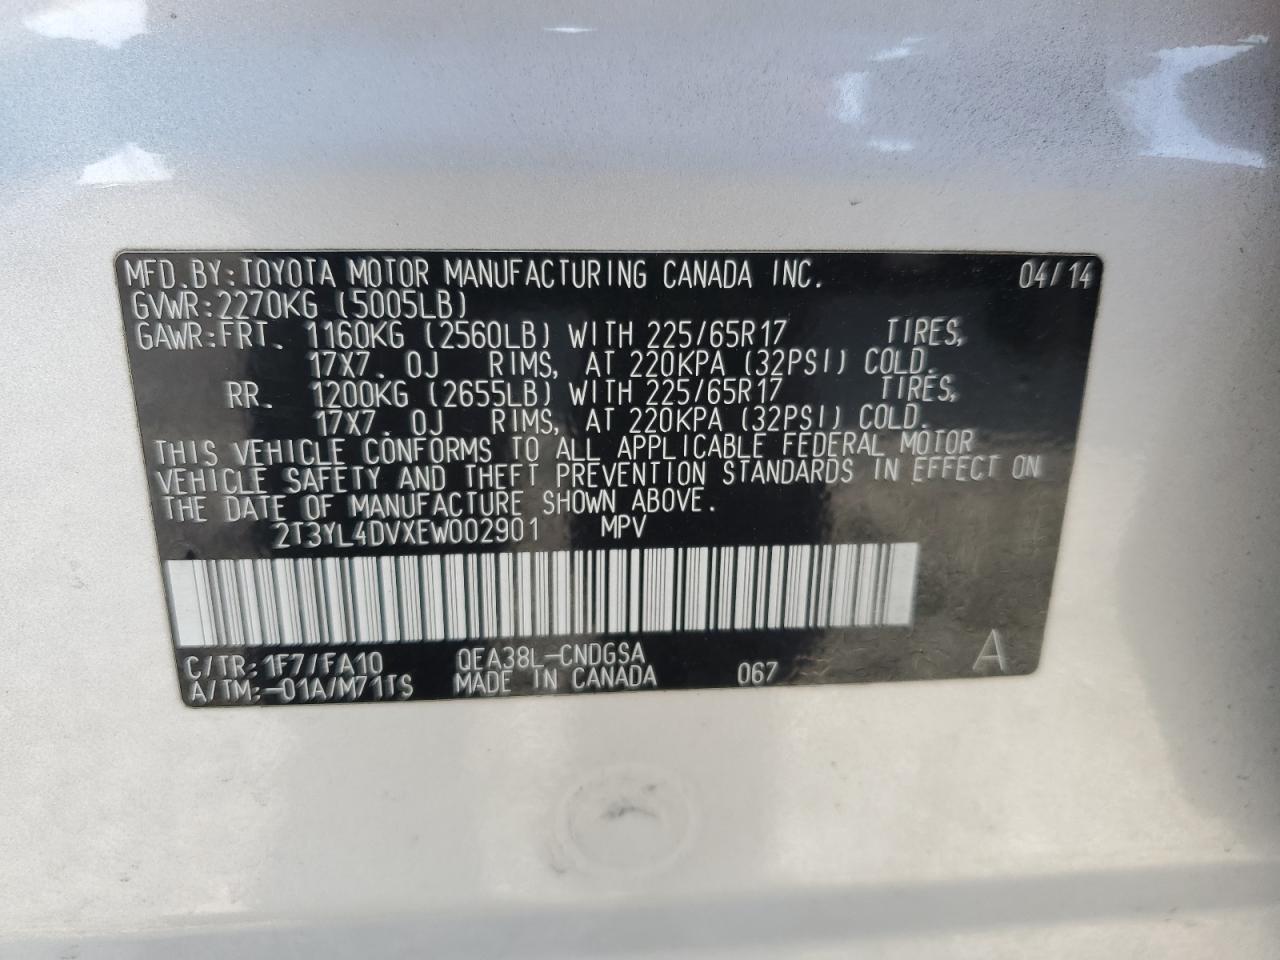 MFD.BY:TOYOTA MOTOR MANUFACTURING CANADA INC. 04/14
GVWR:2270KG (5005LB)
GAWR:FRT. 1160KG (2560LB) WITH 225/65R17 TIRES,
17X7. 0J RIMS, AT 220KPA (32PSI) COLD.
RR. 1200KG (2655LB) WITH 225/65R17 TIRES,
17X7. 0J RIMS, AT 220KPA (32PSI) COLD.
THIS VEHICLE CONFORMS TO ALL APPLICABLE FEDERAL MOTOR
VEHICLE SAFETY AND THEFT PREVENTION STANDARDS IN EFFECT ON
THE DATE OF MANUFACTURE SHOWN ABOVE.
2T3YL4DVXEW002901 MPV
C/TR:1F7/FA10 QEA38L-CNDGSA
A/TM:-01A/M71TS MADE IN CANADA 067 A